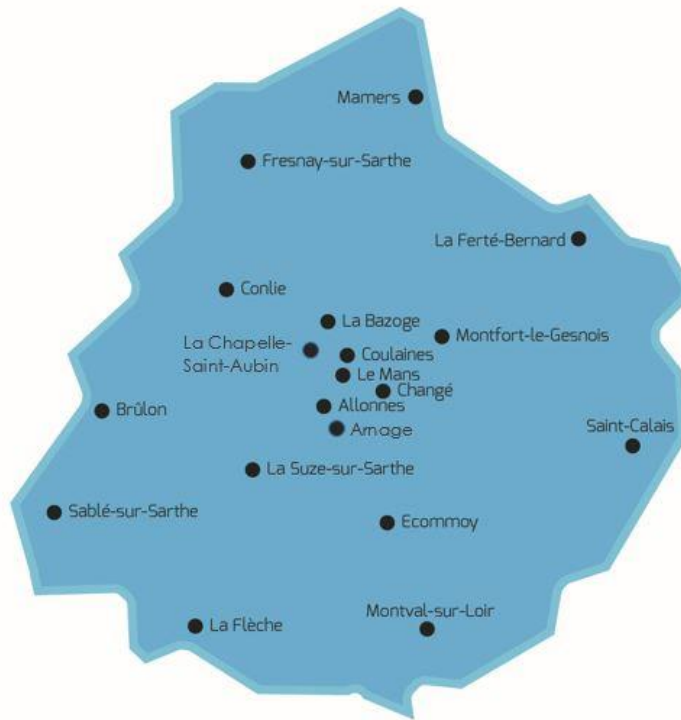 Mamers
Fresnay-sur-Sarthe
La Ferté-Bernard
Conlie
La Bazoge
Montfort-le-Gesnois
La Chapelle-
Saint-Aubin
Coulaines
Le Mans
Changé
Allonnes
Brûlon
Arnage
Saint-Calais
La Suze-sur-Sarthe
Sablé-sur-Sarthe
Ecommoy
Montval-sur-Loir
La Flèche